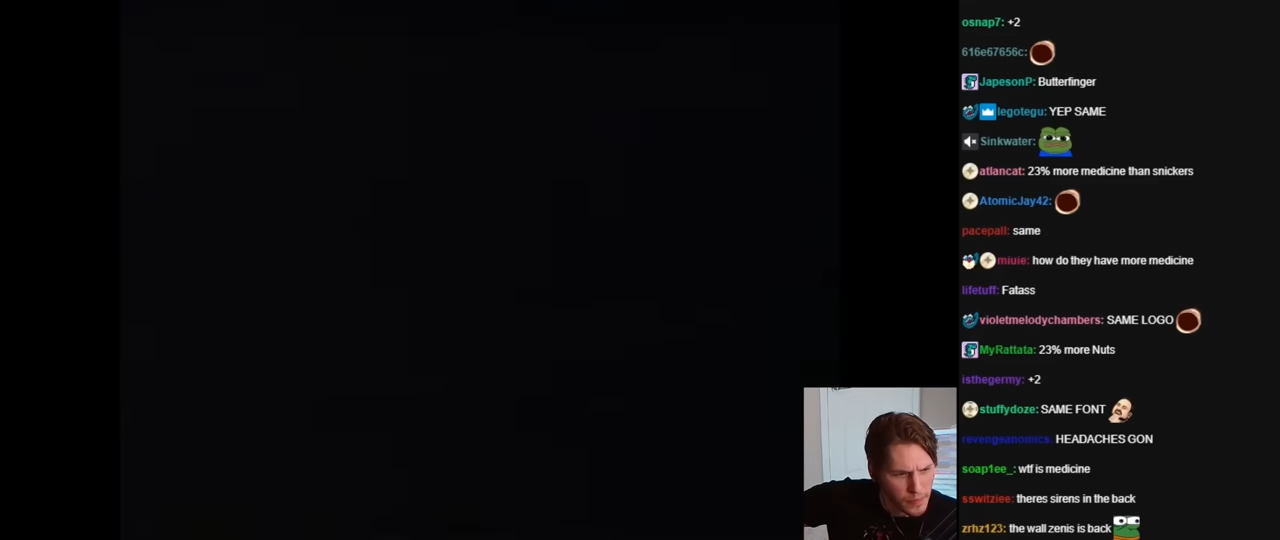 osnap7: +2
616e67656c:
JapesonP: Butterfinger
legotegu: YEP SAME
Sinkwater:
atlancat: 23% more medicine than snickers
AtomicJay42:
pacepall: same
miuie: how do they have more medicine
lifetuff: Fatass
violetmelodychambers: SAME LOGO
MyRattata: 23% more Nuts
isthegermy: +2
stuffydoze: SAME FONT
revengeanomics: HEADACHES GON
soap1ee_: wtf is medicine
sswitziee: theres sirens in the back
zrhz123: the wall zenis is back